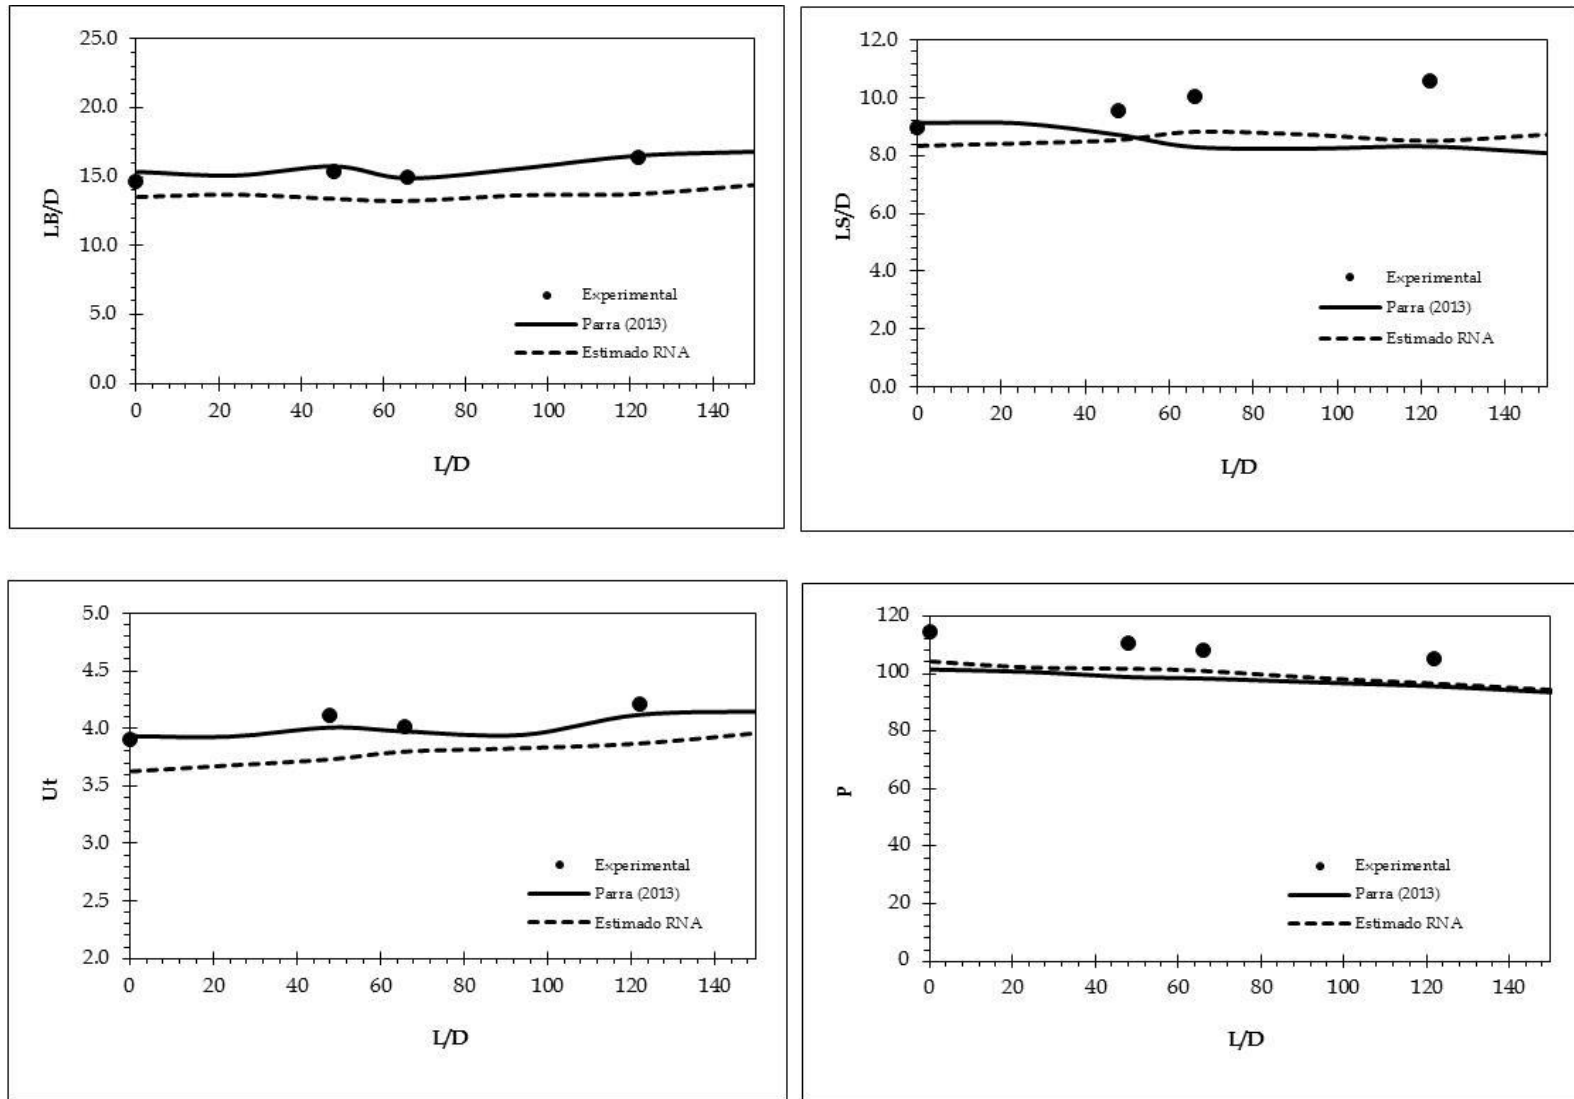 25.0
20.0
15.0
10.0
5.0
0.0
LB/D
Experimental
Parra (2013)
Estimado RNA
0 20 40 60 80 100 120 140
L/D
12.0
10.0
8.0
6.0
4.0
2.0
0.0
LS/D
Experimental
Parra (2013)
Estimado RNA
0 20 40 60 80 100 120 140
L/D
5.0
4.5
4.0
3.5
3.0
2.5
2.0
Ut
Experimental
Parra (2013)
Estimado RNA
0 20 40 60 80 100 120 140
L/D
120
100
80
60
40
20
0
P
Experimental
Parra (2013)
Estimado RNA
0 20 40 60 80 100 120 140
L/D